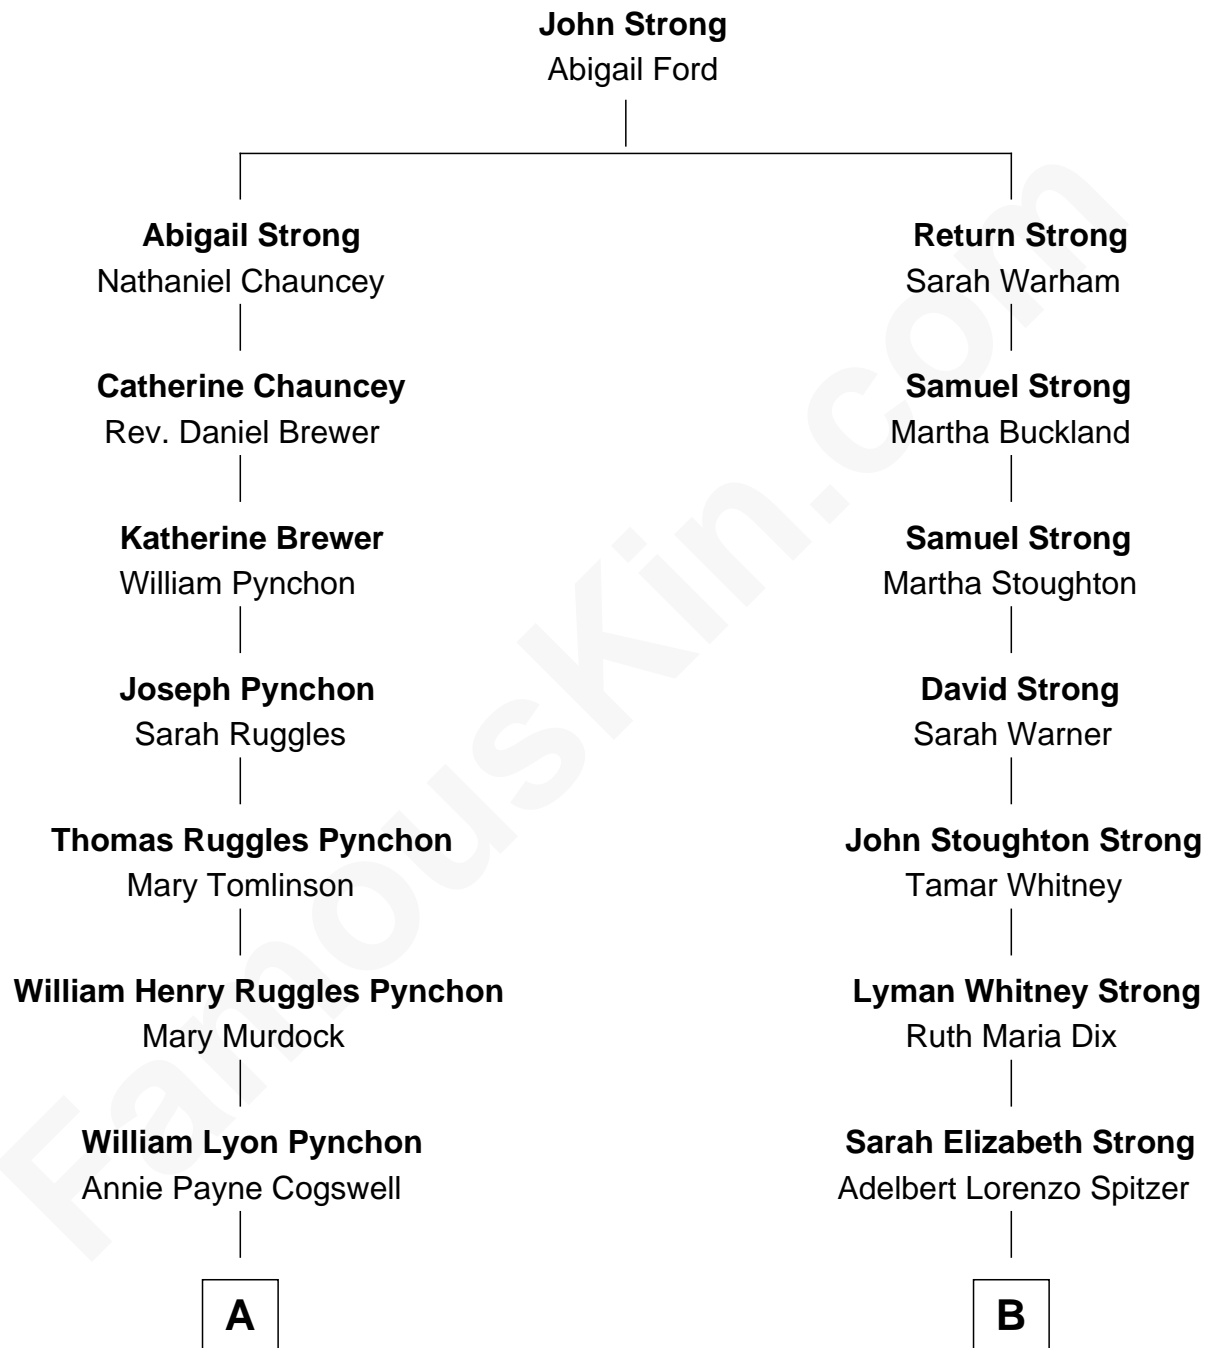 John Strong
Abigail Ford
Abigail Strong
Nathaniel Chauncey
Return Strong
Sarah Warham
Catherine Chauncey
Rev. Daniel Brewer
Samuel Strong
Martha Buckland
Katherine Brewer
William Pynchon
Samuel Strong
Martha Stoughton
Joseph Pynchon
Sarah Ruggles
David Strong
Sarah Warner
Thomas Ruggles Pynchon
Mary Tomlinson
John Stoughton Strong
Tamar Whitney
William Henry Ruggles Pynchon
Mary Murdock
Lyman Whitney Strong
Ruth Maria Dix
William Lyon Pynchon
Annie Payne Cogswell
Sarah Elizabeth Strong
Adelbert Lorenzo Spitzer
A
B
FamousKin.com